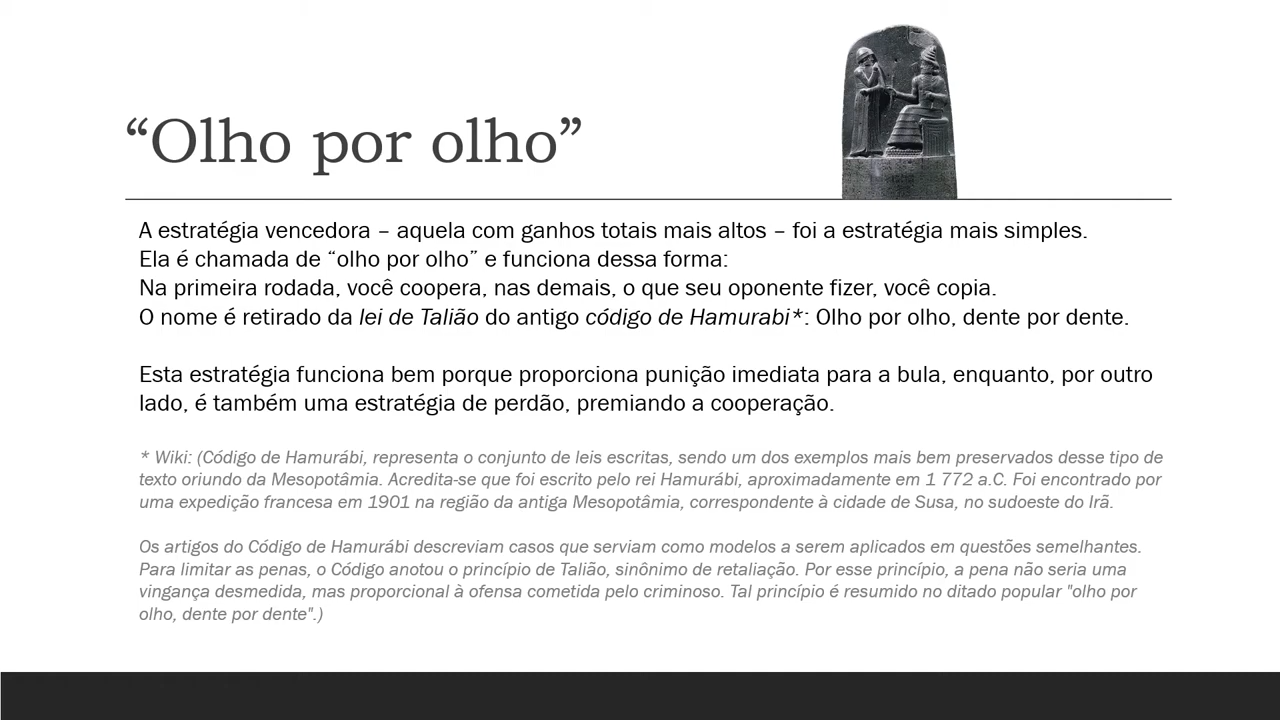 “Olho por olho”
A estratégia vencedora – aquela com ganhos totais mais altos – foi a estratégia mais simples.
Ela é chamada de “olho por olho” e funciona dessa forma:
Na primeira rodada, você coopera, nas demais, o que seu oponente fizer, você copia.
O nome é retirado da lei de Talião do antigo código de Hamurabi*: Olho por olho, dente por dente.
Esta estratégia funciona bem porque proporciona punição imediata para a bula, enquanto, por outro
lado, é também uma estratégia de perdão, premiando a cooperação.
* Wiki: (Código de Hamurábi, representa o conjunto de leis escritas, sendo um dos exemplos mais bem preservados desse tipo de
texto oriundo da Mesopotâmia. Acredita-se que foi escrito pelo rei Hamurábi, aproximadamente em 1 772 a.C. Foi encontrado por
uma expedição francesa em 1901 na região da antiga Mesopotâmia, correspondente à cidade de Susa, no sudoeste do Irã.
Os artigos do Código de Hamurábi descreviam casos que serviam como modelos a serem aplicados em questões semelhantes.
Para limitar as penas, o Código anotou o princípio de Talião, sinônimo de retaliação. Por esse princípio, a pena não seria uma
vingança desmedida, mas proporcional à ofensa cometida pelo criminoso. Tal princípio é resumido no ditado popular "olho por
olho, dente por dente".)